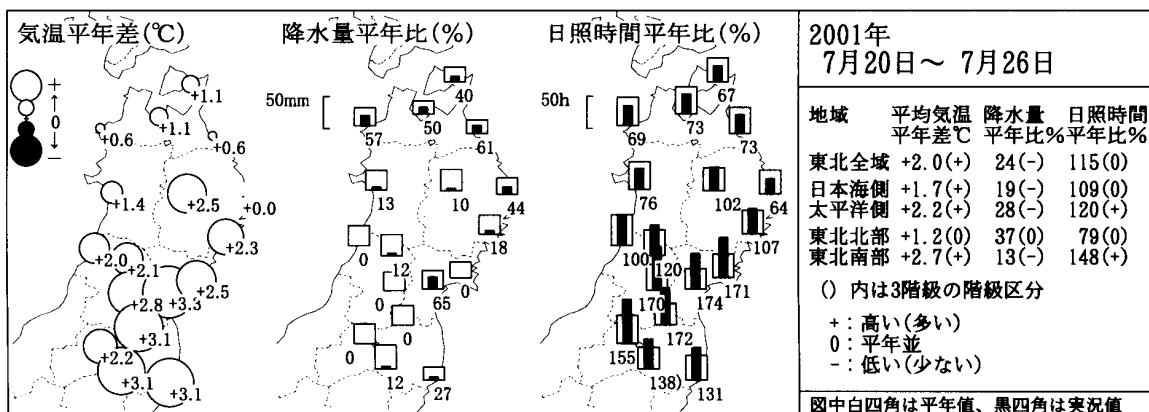 気温平年差(℃)
+
↑
0
↓
-
+1.1
+1.1
+0.6
+0.6
+1.4
+2.5
+0.0
+2.3
+2.0
+2.1
+2.5
+2.8
+3.3
+3.1
+2.2
+3.1
+3.1
降水量平年比(%)
50mm
40
57
50
61
13
10
44
18
0
12
0
65
0
0
0
12
27
日照時間平年比(%)
50h
67
69
73
73
76
102
64
107
100
120
171
170
174
172
155
138)
131
2001年
7月20日～ 7月26日
地域 平均気温 降水量 日照時間
平年差℃ 平年比% 平年比%
東北全域 +2.0(+) 24(-) 115(0)
日本海側 +1.7(+) 19(-) 109(0)
太平洋側 +2.2(+) 28(-) 120(+)
東北北部 +1.2(0) 37(0) 79(0)
東北南部 +2.7(+) 13(-) 148(+)
() 内は3階級の階級区分
+：高い(多い)
0：平年並
-：低い(少ない)
図中白四角は平年値、黒四角は実況値